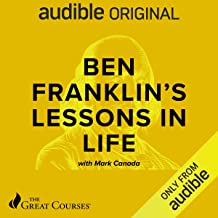 audible ORIGINAL
BEN
FRANKLIN'S
LESSONS IN
LIFE
with Mark Canada
THE
GREAT COURSES®
ONLY FROM
audible